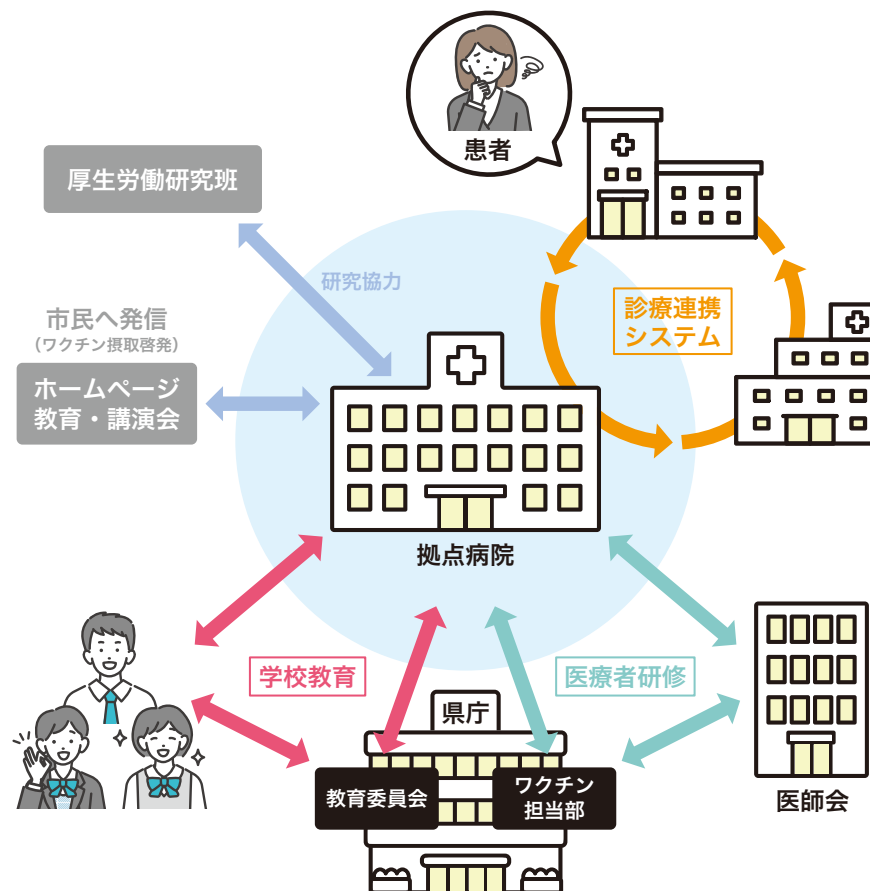 患者
厚生労働研究班
研究協力
診療連携
システム
市民へ発信
（ワクチン摂取啓発）
ホームページ
教育・講演会
拠点病院
学校教育
医療者研修
県庁
教育委員会
ワクチン
担当部
医師会